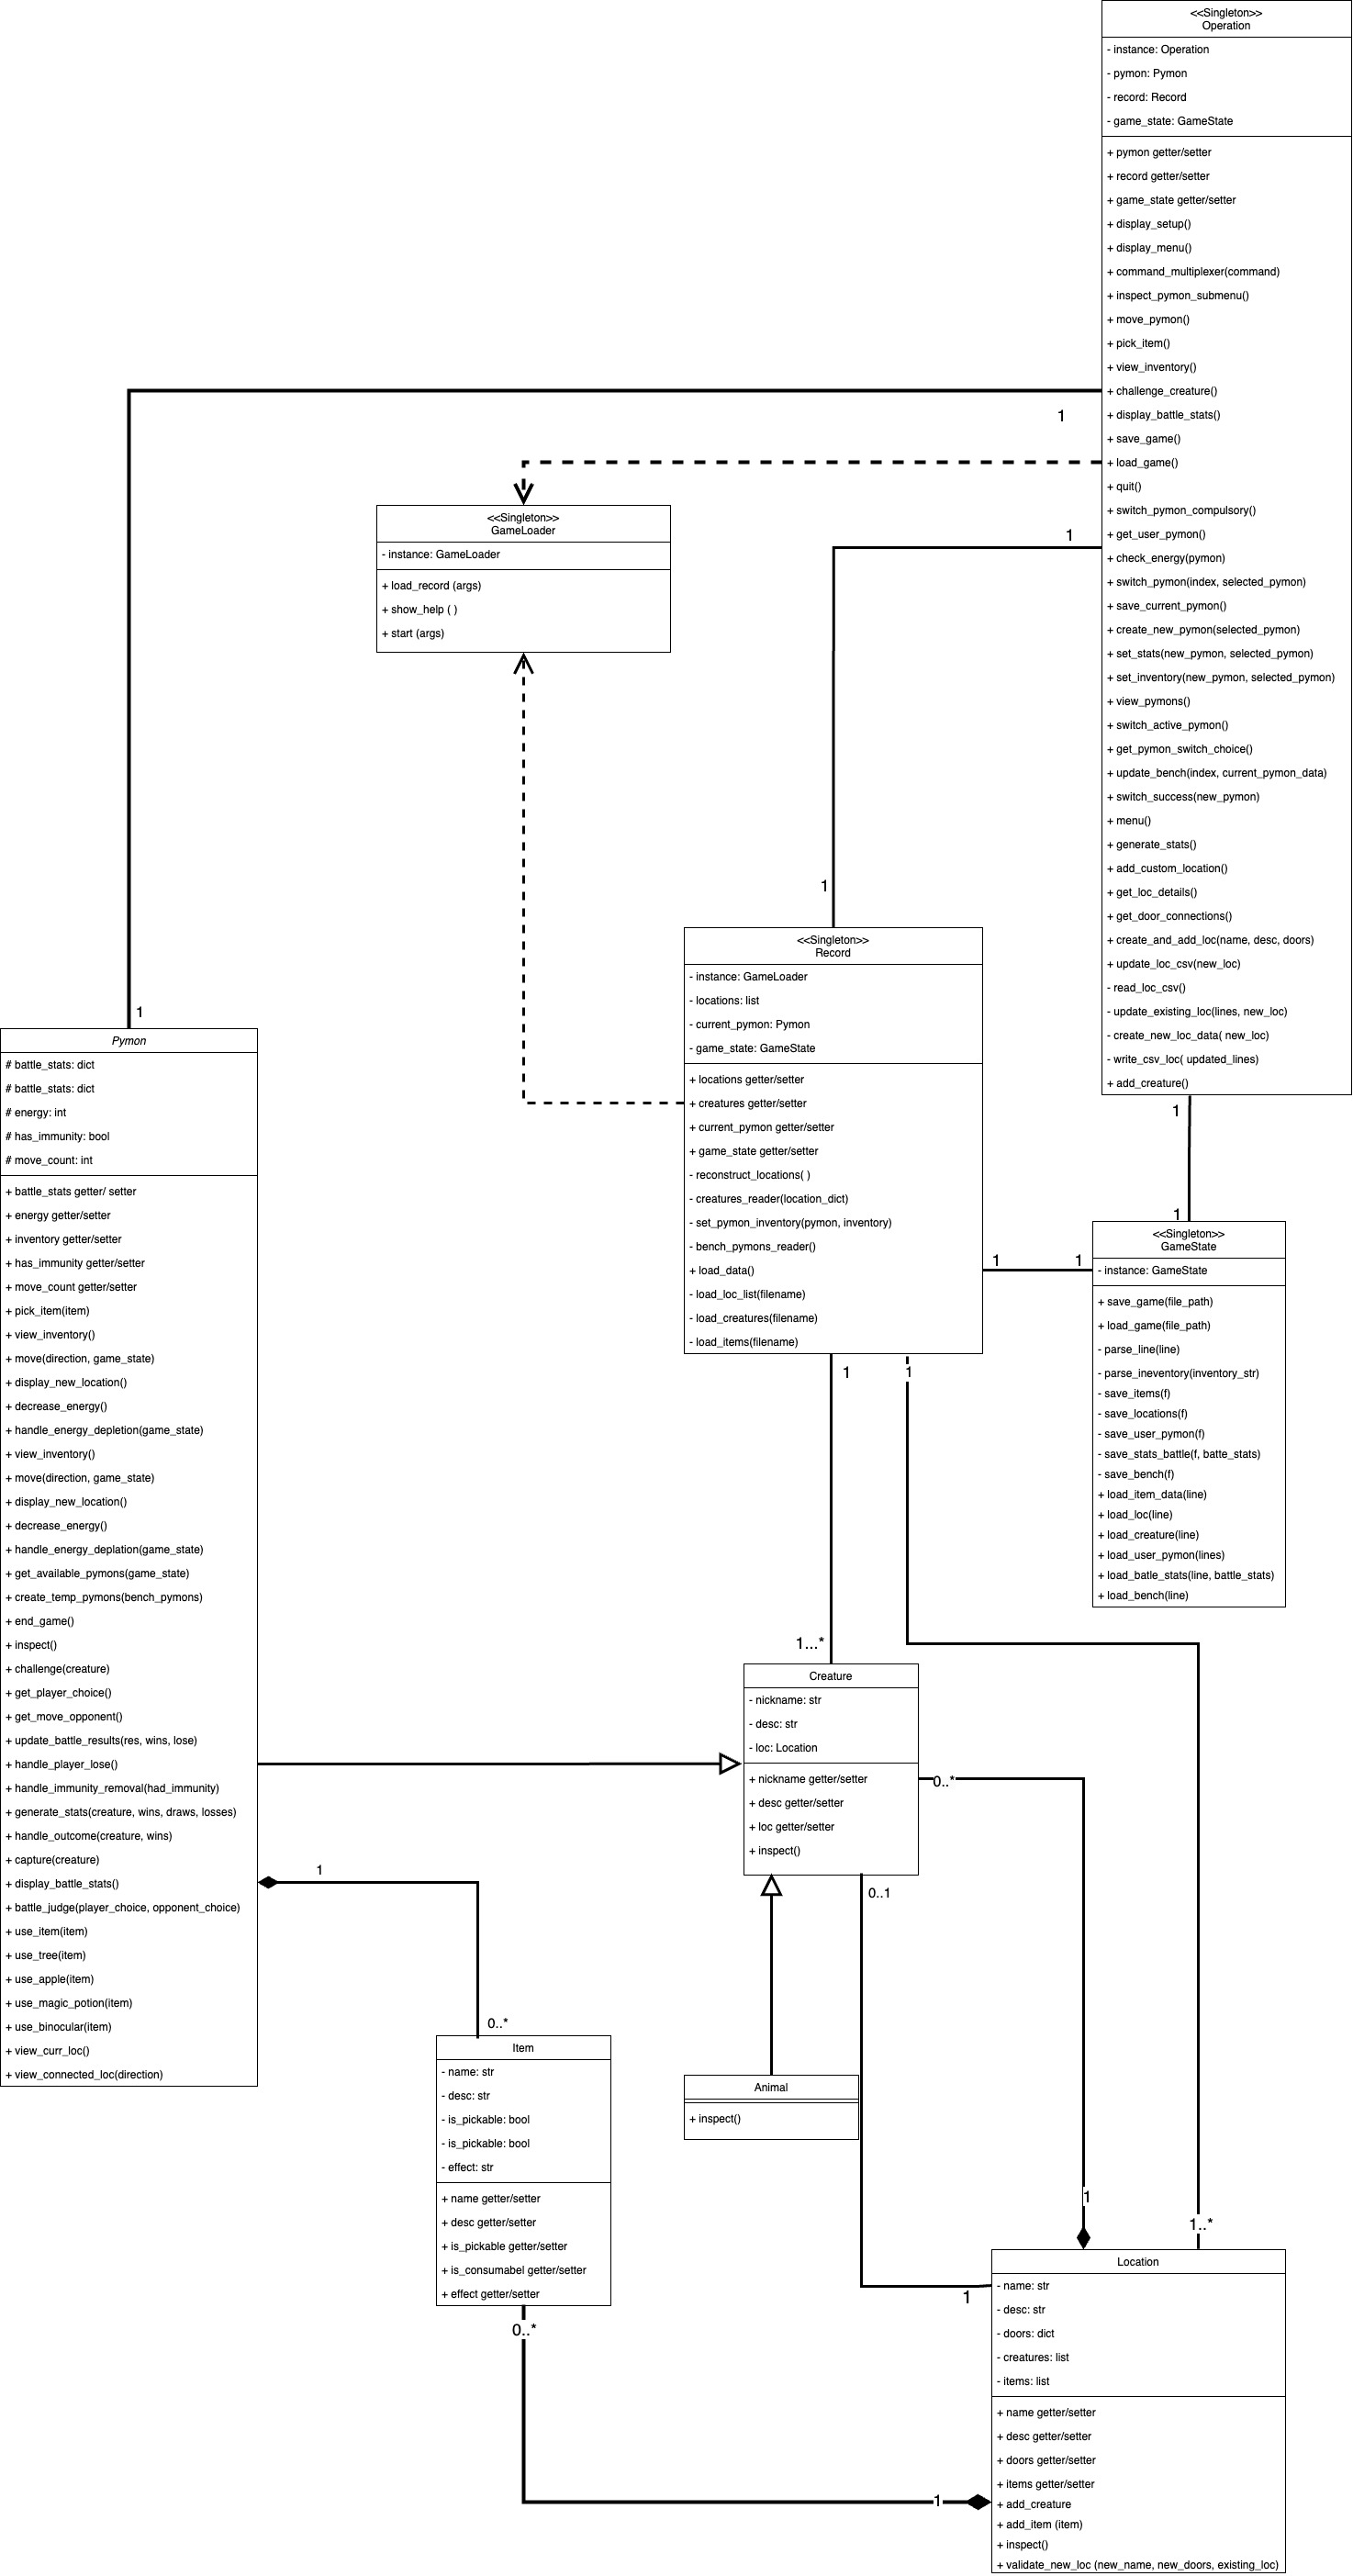 <<Singleton>>
Operation
- instance: Operation
- pymon: Pymon
- record: Record
- game_state: GameState
+ pymon getter/setter
+ record getter/setter
+ game_state getter/setter
+ display_setup()
+ display_menu()
+ command_multiplexer(command)
+ inspect_pymon_submenu()
+ move_pymon()
+ pick_item()
+ view_inventory()
+ challenge_creature()
+ display_battle_stats()
+ save_game()
+ load_game()
+ quit()
+ switch_pymon_compulsory()
+ get_user_pymon()
+ check_energy(pymon)
+ switch_pymon(index, selected_pymon)
+ save_current_pymon()
+ create_new_pymon(selected_pymon)
+ set_stats(new_pymon, selected_pymon)
+ set_inventory(new_pymon, selected_pymon)
+ view_pymons()
+ switch_active_pymon()
+ get_pymon_switch_choice()
+ update_bench(index, current_pymon_data)
+ switch_success(new_pymon)
+ menu()
+ generate_stats()
+ add_custom_location()
+ get_loc_details()
+ get_door_connections()
+ create_and_add_loc(name, desc, doors)
+ update_loc_csv(new_loc)
- read_loc_csv()
- update_existing_loc(lines, new_loc)
- create_new_loc_data( new_loc)
- write_csv_loc( updated_lines)
+ add_creature()
1
1
1
1
<<Singleton>>
GameLoader
- instance: GameLoader
+ load_record (args)
+ show_help ( )
+ start (args)
<<Singleton>>
Record
- instance: GameLoader
- locations: list
- current_pymon: Pymon
- game_state: GameState
+ locations getter/setter
+ creatures getter/setter
+ current_pymon getter/setter
+ game_state getter/setter
- reconstruct_locations( )
- creatures_reader(location_dict)
- set_pymon_inventory(pymon, inventory)
- bench_pymons_reader()
+ load_data()
- load_loc_list(filename)
- load_creatures(filename)
- load_items(filename)
1
1
1
1
<<Singleton>>
GameState
- instance: GameState
+ save_game(file_path)
+ load_game(file_path)
- parse_line(line)
- parse_ineventory(inventory_str)
- save_items(f)
- save_locations(f)
- save_user_pymon(f)
- save_stats_battle(f, batte_stats)
- save_bench(f)
+ load_item_data(line)
+ load_loc(line)
+ load_creature(line)
+ load_user_pymon(lines)
+ load_batle_stats(line, battle_stats)
+ load_bench(line)
Pymon
# battle_stats: dict
# battle_stats: dict
# energy: int
# has_immunity: bool
# move_count: int
+ battle_stats getter/ setter
+ energy getter/setter
+ inventory getter/setter
+ has_immunity getter/setter
+ move_count getter/setter
+ pick_item(item)
+ view_inventory()
+ move(direction, game_state)
+ display_new_location()
+ decrease_energy()
+ handle_energy_depletion(game_state)
+ view_inventory()
+ move(direction, game_state)
+ display_new_location()
+ decrease_energy()
+ handle_energy_deplation(game_state)
+ get_available_pymons(game_state)
+ create_temp_pymons(bench_pymons)
+ end_game()
+ inspect()
+ challenge(creature)
+ get_player_choice()
+ get_move_opponent()
+ update_battle_results(res, wins, lose)
+ handle_player_lose()
+ handle_immunity_removal(had_immunity)
+ generate_stats(creature, wins, draws, losses)
+ handle_outcome(creature, wins)
+ capture(creature)
+ display_battle_stats()
+ battle_judge(player_choice, opponent_choice)
+ use_item(item)
+ use_tree(item)
+ use_apple(item)
+ use_magic_potion(item)
+ use_binocular(item)
+ view_curr_loc()
+ view_connected_loc(direction)
1
1
1...*
Creature
- nickname: str
- desc: str
- loc: Location
+ nickname getter/setter
+ desc getter/setter
+ loc getter/setter
+ inspect()
0..*
0..1
1
0..*
Item
- name: str
- desc: str
- is_pickable: bool
- is_pickable: bool
- effect: str
+ name getter/setter
+ desc getter/setter
+ is_pickable getter/setter
+ is_consumabel getter/setter
+ effect getter/setter
0..*
Animal
+ inspect()
1
1..*
1
Location
- name: str
- desc: str
- doors: dict
- creatures: list
- items: list
+ name getter/setter
+ desc getter/setter
+ doors getter/setter
+ items getter/setter
+ add_creature
+ add_item (item)
+ inspect()
+ validate_new_loc (new_name, new_doors, existing_loc)
1